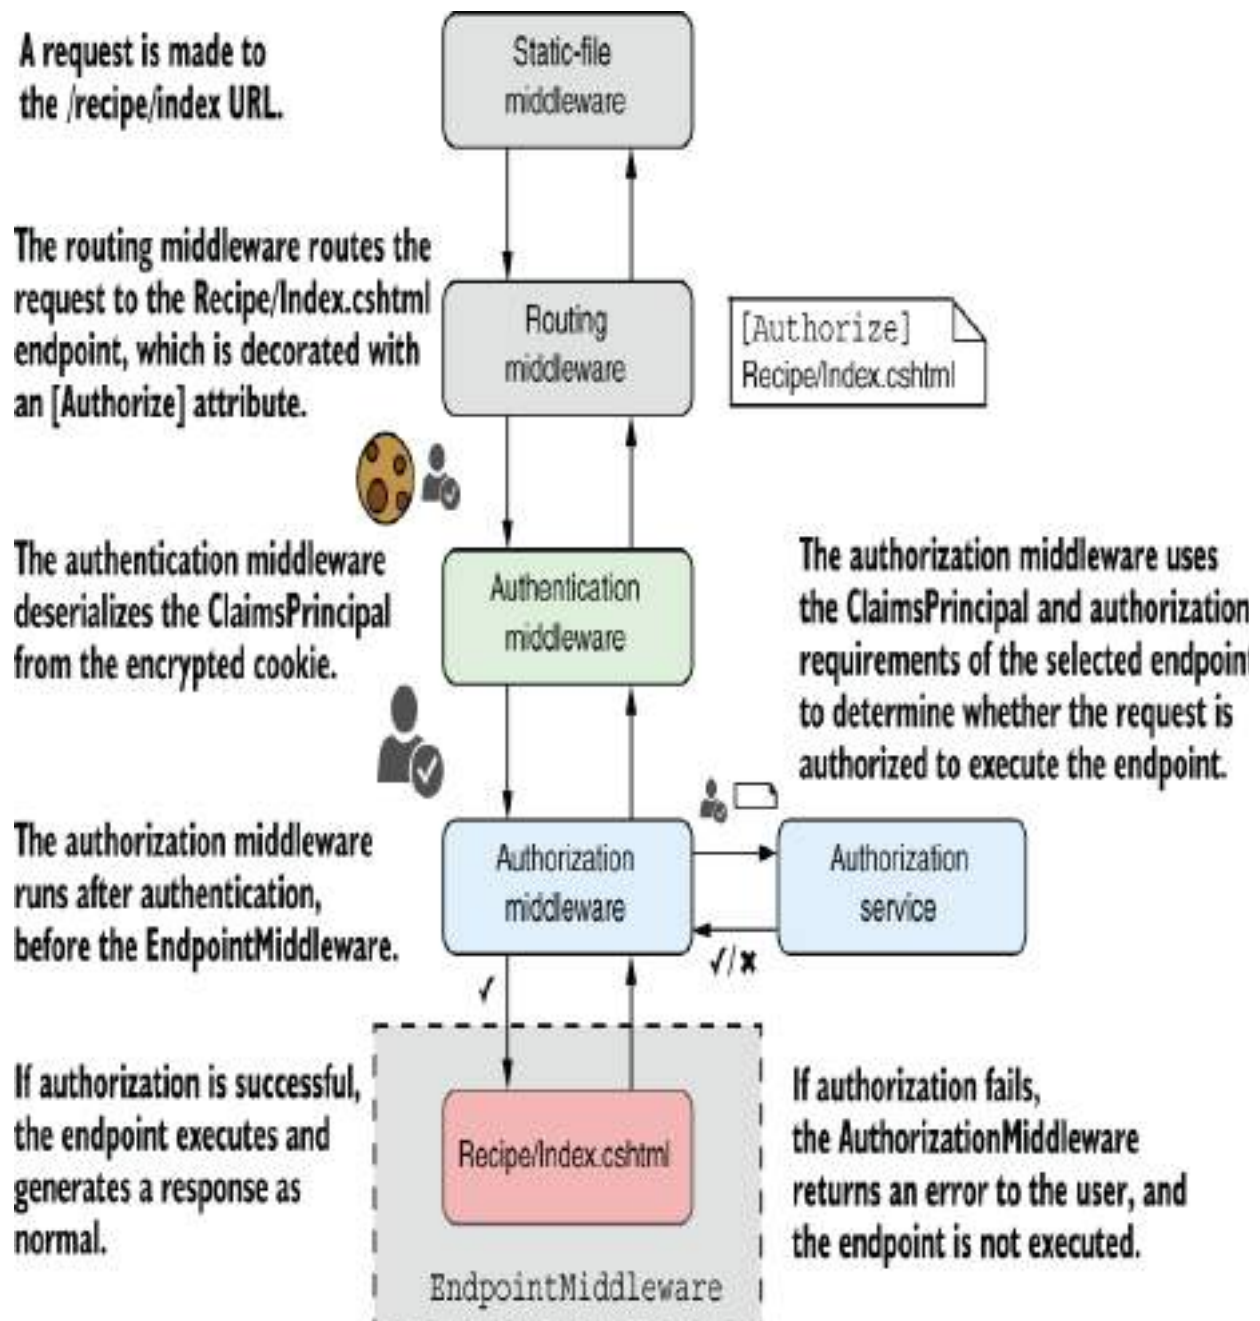 A request is made to
the /recipe/index URL.
Static-file
middleware
The routing middleware routes the
request to the Recipe/Index.cshtml
endpoint, which is decorated with
an [Authorize] attribute.
Routing
middleware
[Authorize]
Recipe/Index.cshtml
The authentication middleware
deserializes the ClaimsPrincipal
from the encrypted cookie.
Authentication
middleware
The authorization middleware uses
the ClaimsPrincipal and authorization
requirements of the selected endpoint
to determine whether the request is
authorized to execute the endpoint.
The authorization middleware
runs after authentication,
before the EndpointMiddleware.
Authorization
middleware
Authorization
service
✓/✖
✓
If authorization is successful,
the endpoint executes and
generates a response as
normal.
Recipe/Index.cshtml
EndpointMiddleware
If authorization fails,
the AuthorizationMiddleware
returns an error to the user, and
the endpoint is not executed.